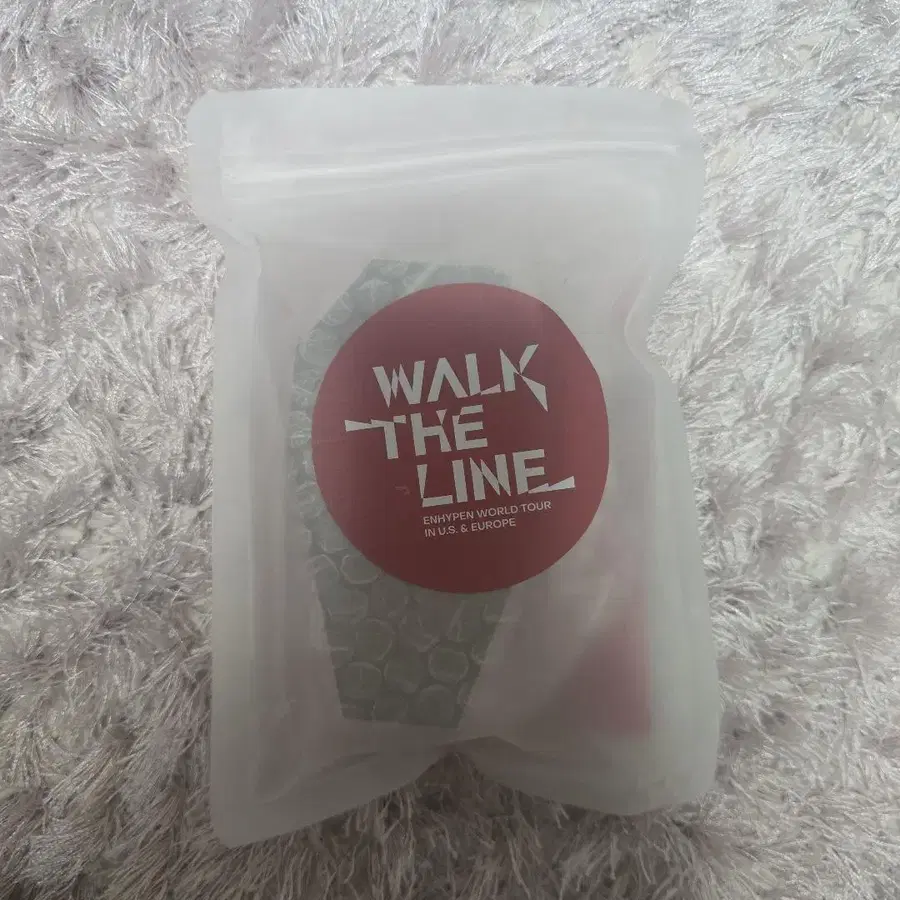 WALK
THE
LINE
ENHYPEN WORLD TOUR
IN U.S. & EUROPE